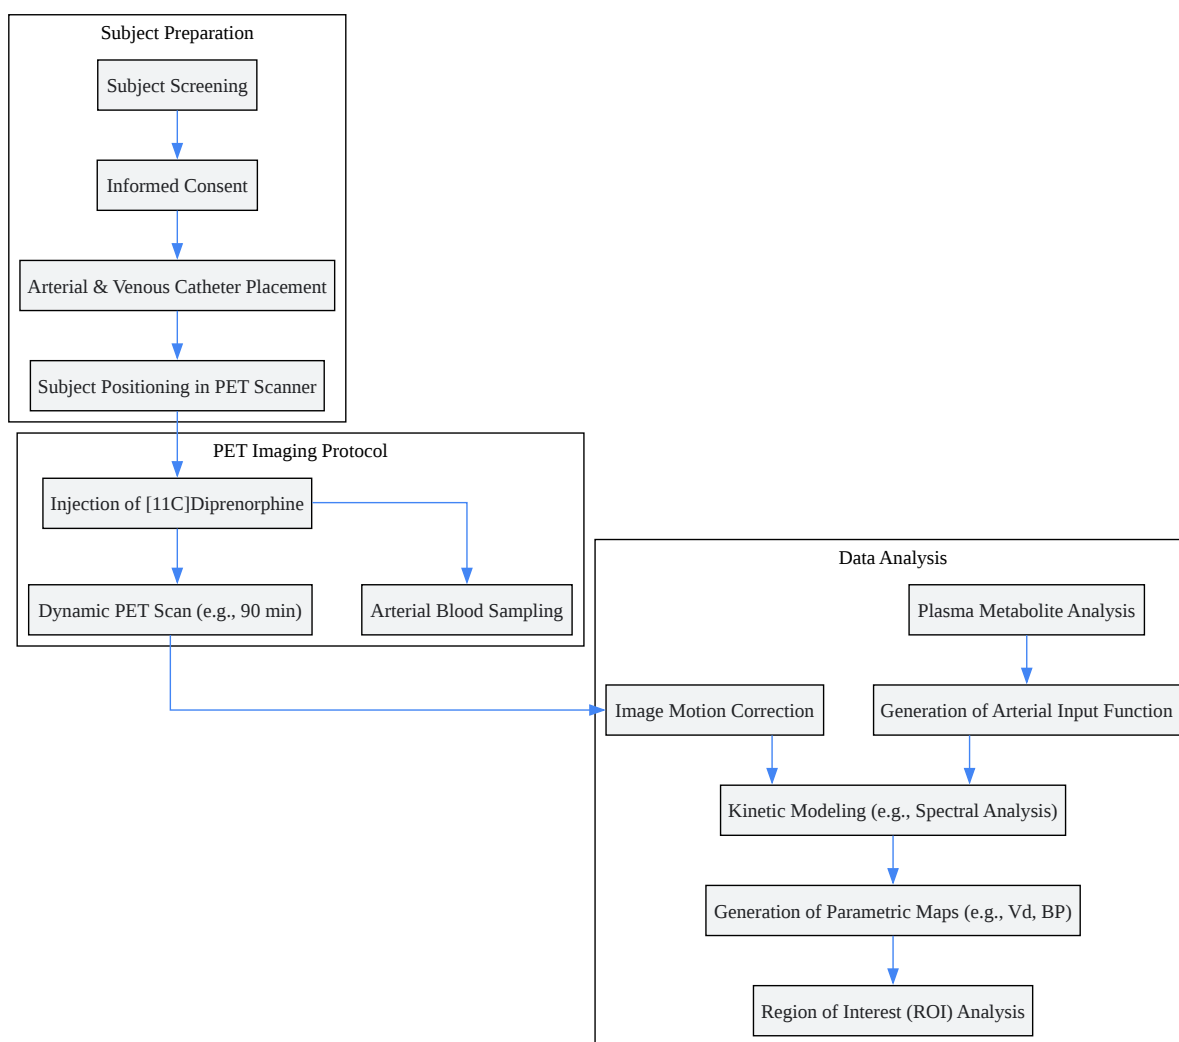 Subject Preparation
Subject Screening
Informed Consent
Arterial & Venous Catheter Placement
Subject Positioning in PET Scanner
PET Imaging Protocol
Injection of [11C]Diprenorphine
Dynamic PET Scan (e.g., 90 min)
Arterial Blood Sampling
Data Analysis
Plasma Metabolite Analysis
Image Motion Correction
Generation of Arterial Input Function
Kinetic Modeling (e.g., Spectral Analysis)
Generation of Parametric Maps (e.g., Vd, BP)
Region of Interest (ROI) Analysis